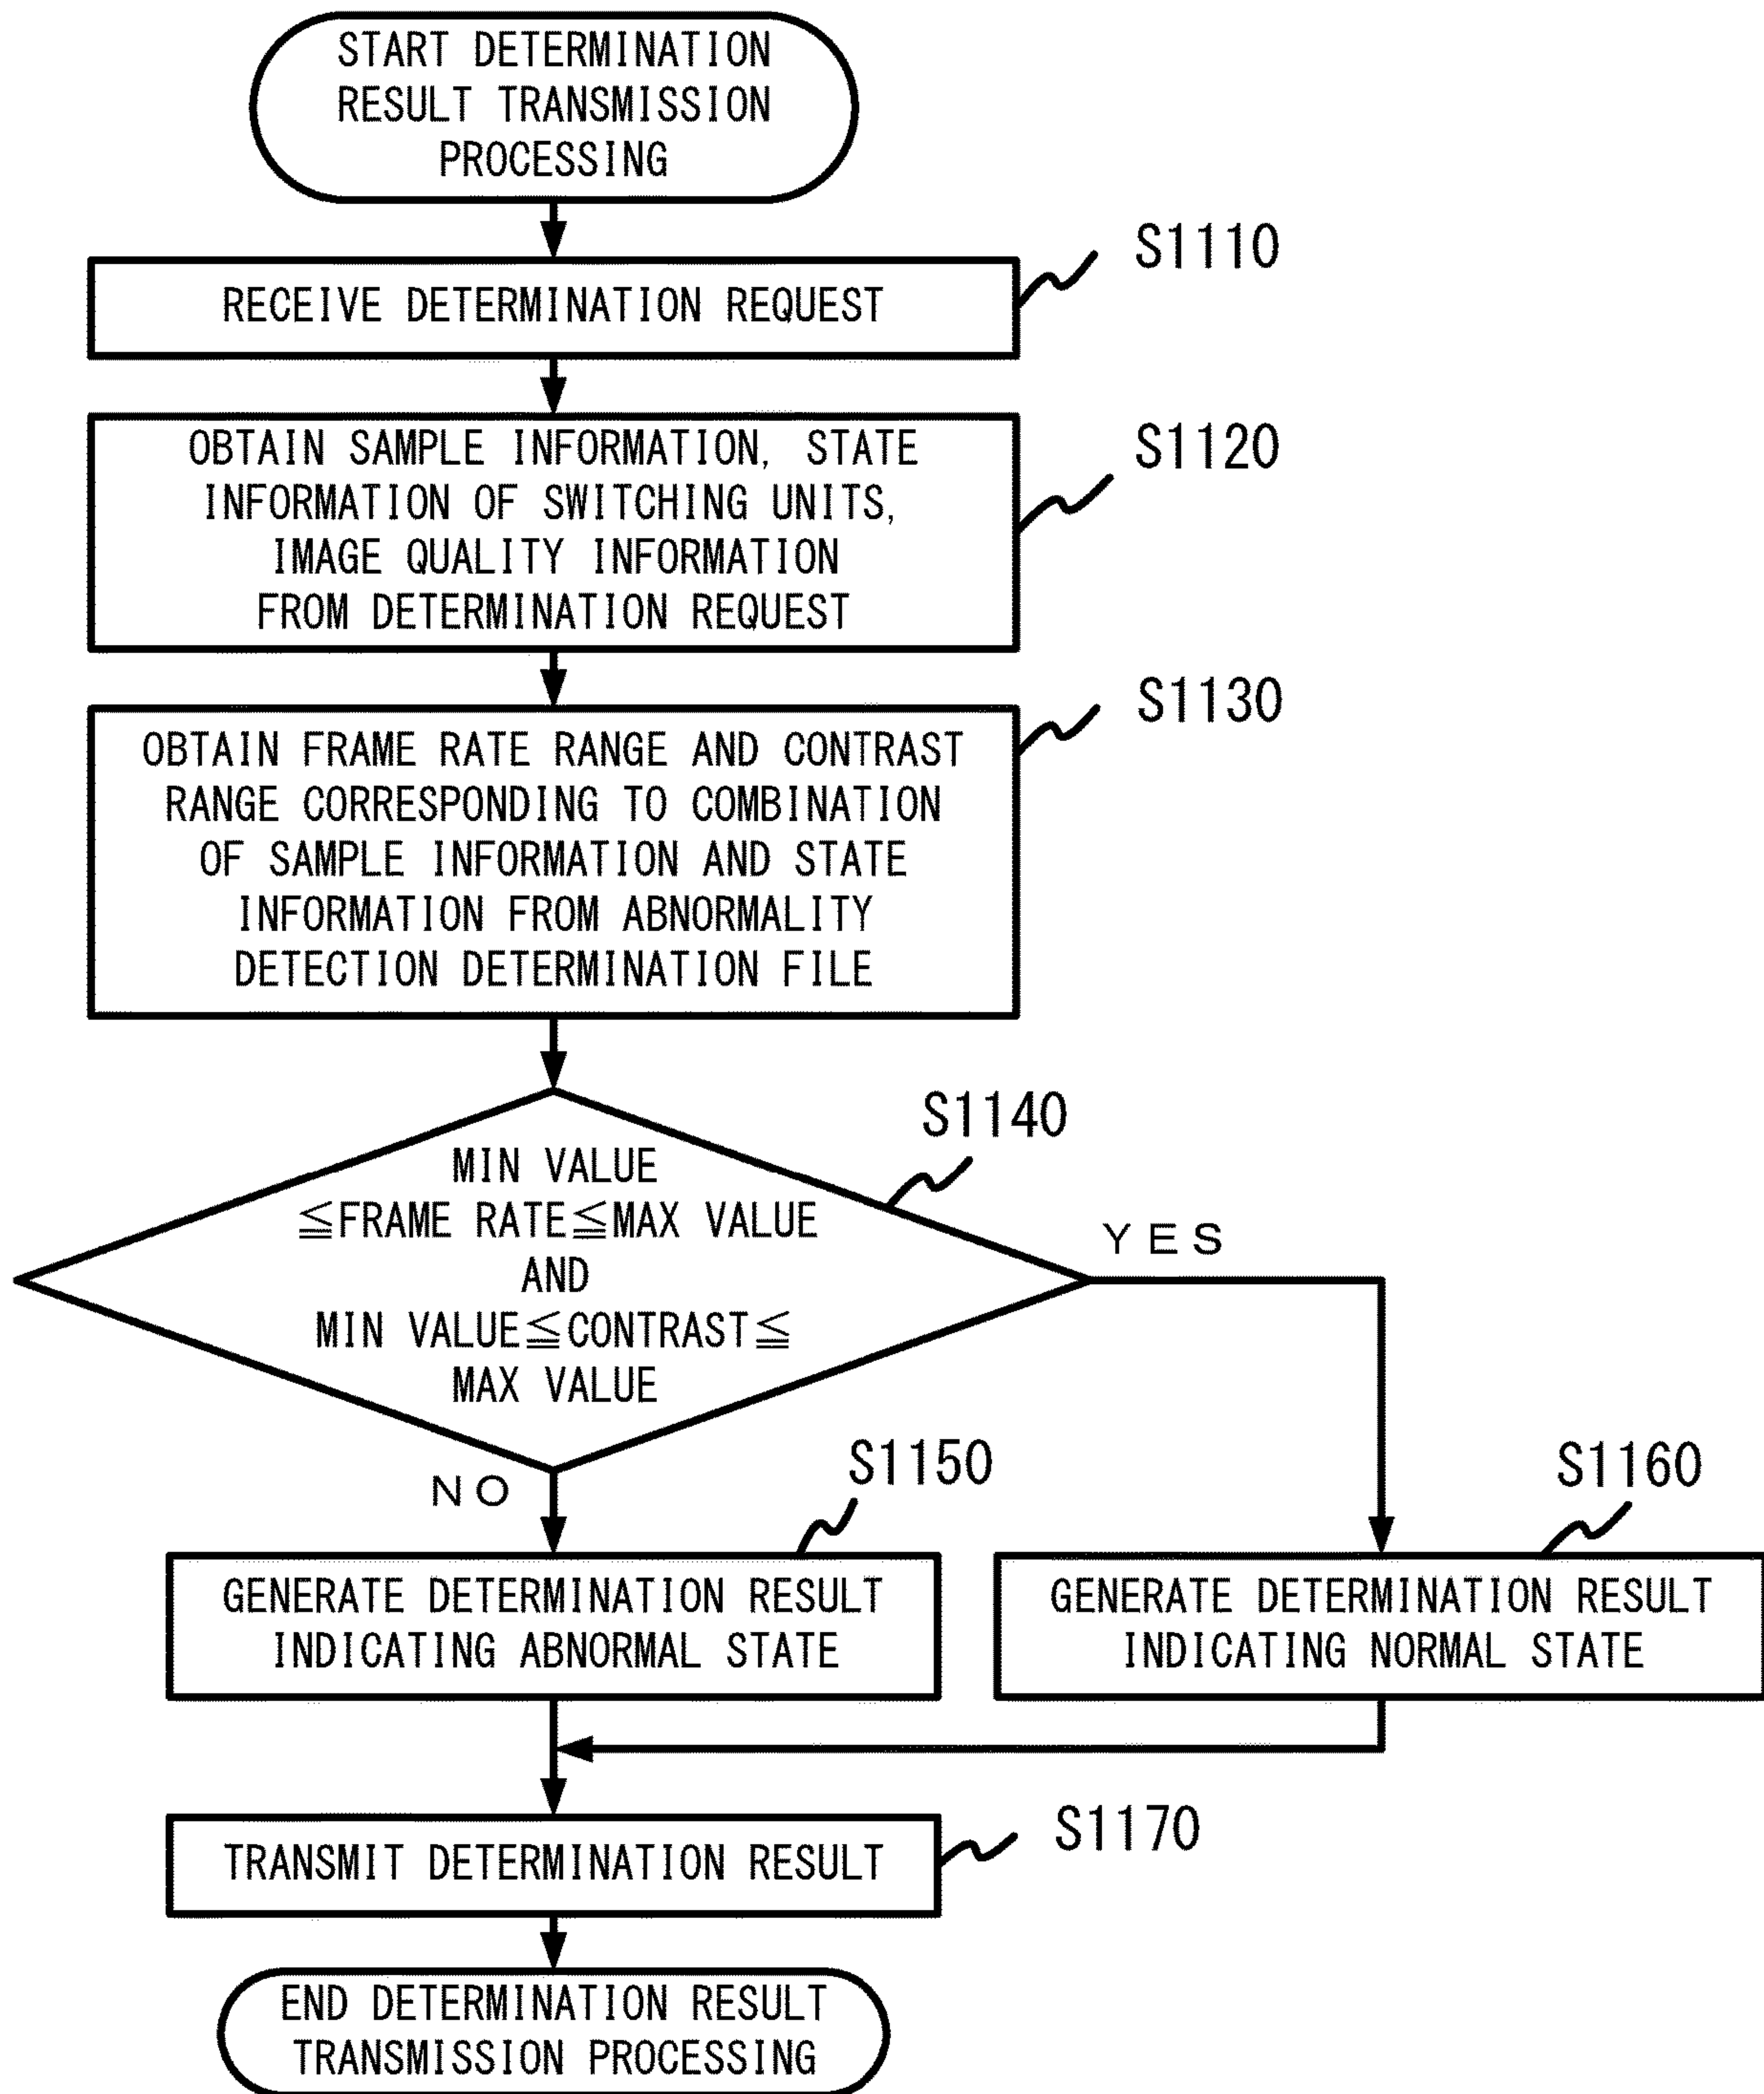 START DETERMINATION
RESULT TRANSMISSION
PROCESSING
S1110
RECEIVE DETERMINATION REQUEST
S1120
OBTAIN SAMPLE INFORMATION, STATE
INFORMATION OF SWITCHING UNITS,
IMAGE QUALITY INFORMATION
FROM DETERMINATION REQUEST
S1130
OBTAIN FRAME RATE RANGE AND CONTRAST
RANGE CORRESPONDING TO COMBINATION
OF SAMPLE INFORMATION AND STATE
INFORMATION FROM ABNORMALITY
DETECTION DETERMINATION FILE
S1140
MIN VALUE
≦FRAME RATE≦MAX VALUE
AND
MIN VALUE≦CONTRAST≦
MAX VALUE
YES
NO
S1150
GENERATE DETERMINATION RESULT
INDICATING ABNORMAL STATE
S1160
GENERATE DETERMINATION RESULT
INDICATING NORMAL STATE
S1170
TRANSMIT DETERMINATION RESULT
END DETERMINATION RESULT
TRANSMISSION PROCESSING